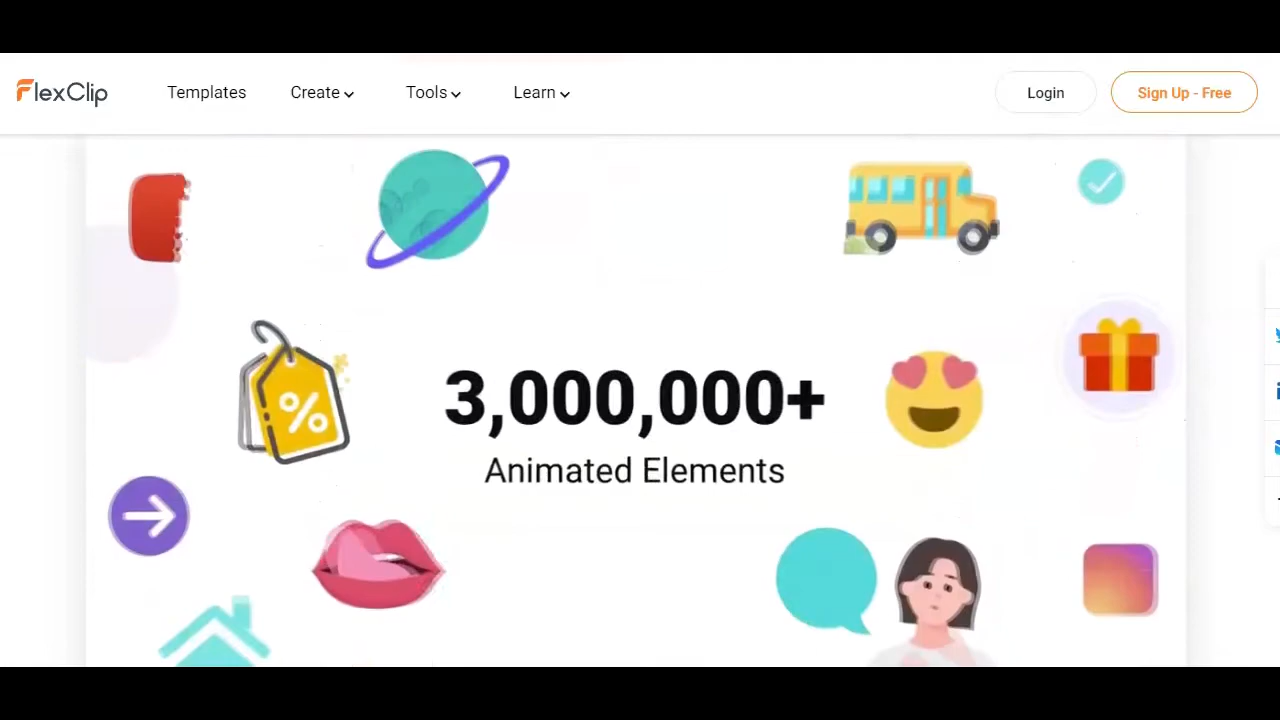 FlexClip
Templates
Create
Tools
Learn
Login
Sign Up - Free
%
3,000,000+
Animated Elements